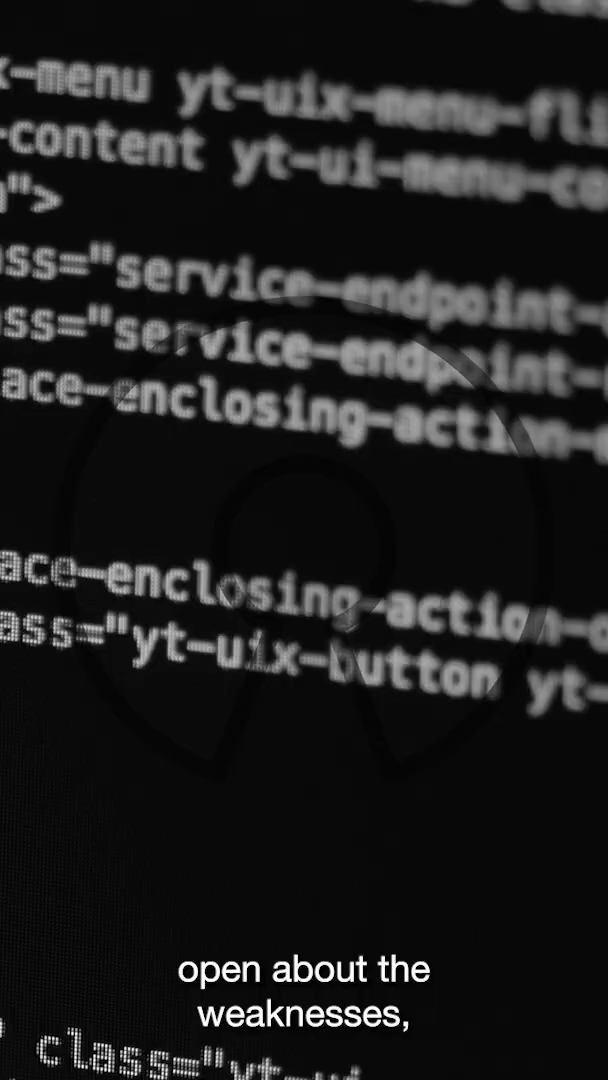 x-menu yt-uix-menu-fli
-content yt-ui-menu-co
n">
ass="service-endpoint-
ass="service-endpoint-
ace-enclosing-action-
ace-enclosing-action-o
ass="yt-uix-button yt-
open about the
weaknesses,
class="yt-ui